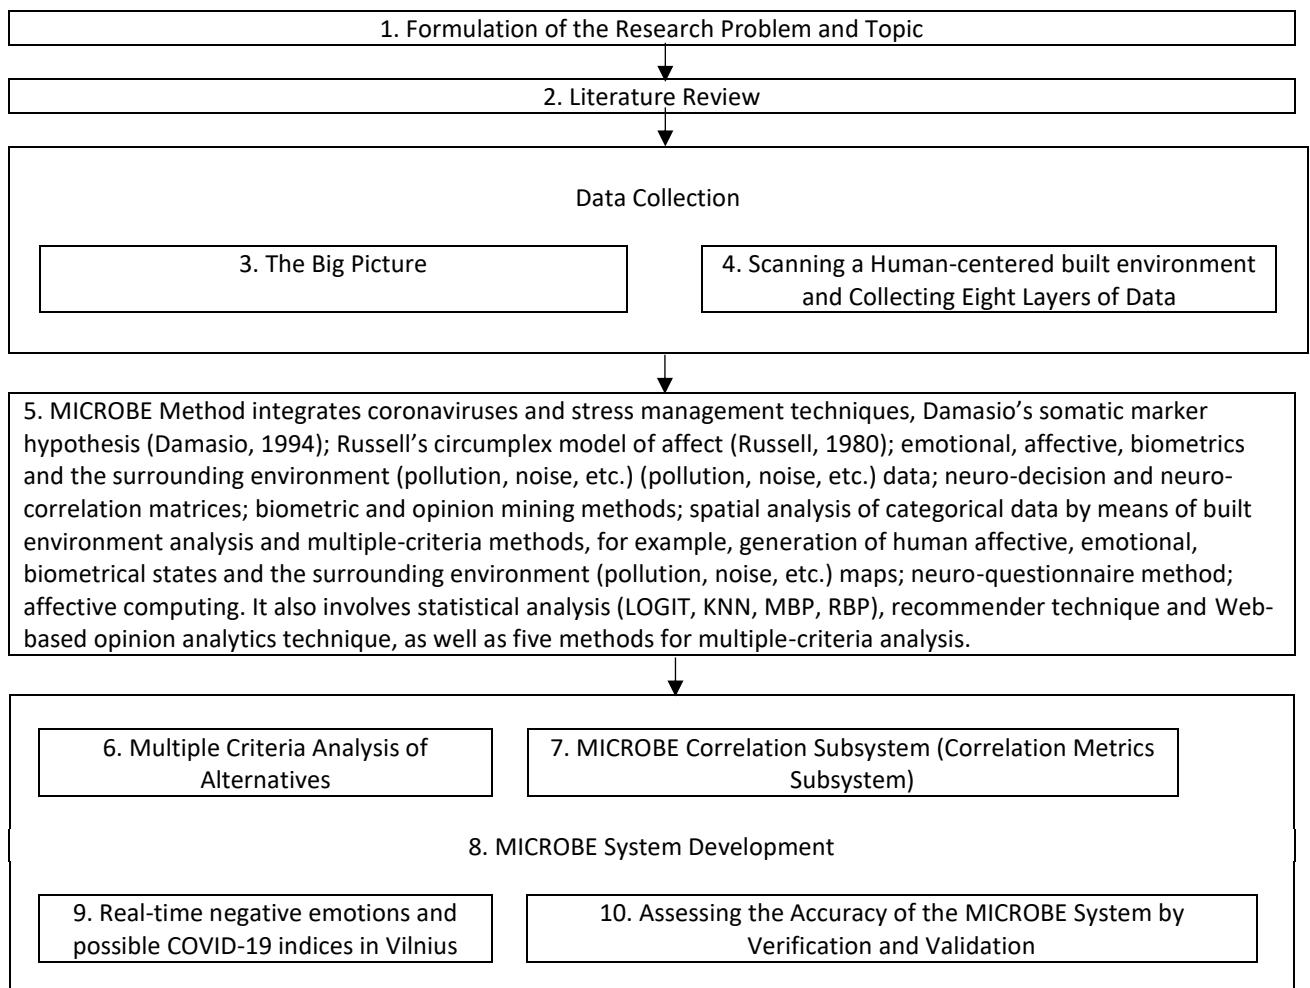 1. Formulation of the Research Problem and Topic
2. Literature Review
Data Collection
3. The Big Picture
4. Scanning a Human-centered built environment
and Collecting Eight Layers of Data
5. MICROBE Method integrates coronaviruses and stress management techniques, Damasio’s somatic marker
hypothesis (Damasio, 1994); Russell’s circumplex model of affect (Russell, 1980); emotional, affective, biometrics
and the surrounding environment (pollution, noise, etc.) (pollution, noise, etc.) data; neuro-decision and neuro-
correlation matrices; biometric and opinion mining methods; spatial analysis of categorical data by means of built
environment analysis and multiple-criteria methods, for example, generation of human affective, emotional,
biometrical states and the surrounding environment (pollution, noise, etc.) maps; neuro-questionnaire method;
affective computing. It also involves statistical analysis (LOGIT, KNN, MBP, RBP), recommender technique and Web-
based opinion analytics technique, as well as five methods for multiple-criteria analysis.
6. Multiple Criteria Analysis of
Alternatives
7. MICROBE Correlation Subsystem (Correlation Metrics
Subsystem)
8. MICROBE System Development
9. Real-time negative emotions and
possible COVID-19 indices in Vilnius
10. Assessing the Accuracy of the MICROBE System by
Verification and Validation